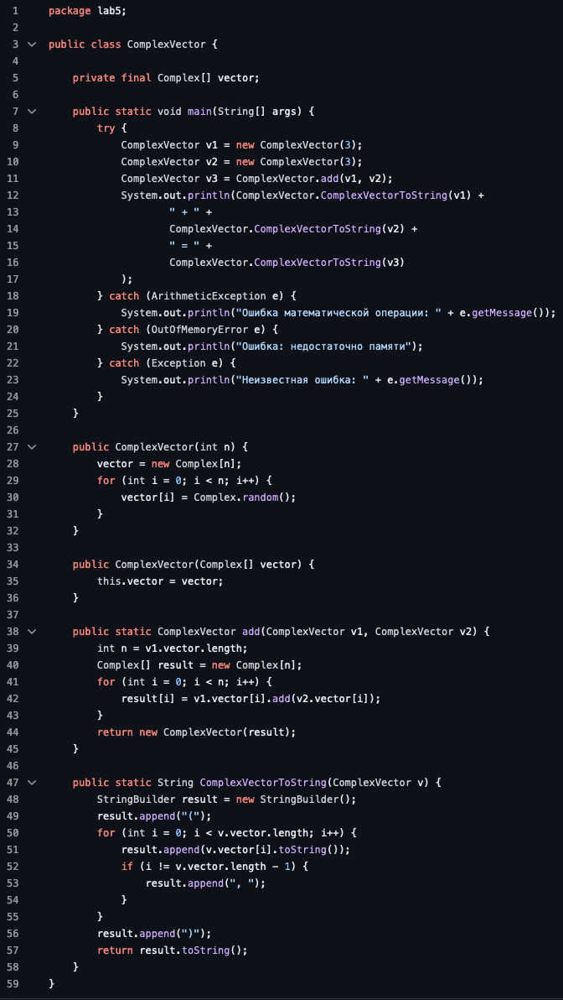 1 package lab5;
2
3 public class ComplexVector {
4
5     private final Complex[] vector;
6
7     public static void main(String[] args) {
8         try {
9             ComplexVector v1 = new ComplexVector(3);
10             ComplexVector v2 = new ComplexVector(3);
11             ComplexVector v3 = ComplexVector.add(v1, v2);
12             System.out.println(ComplexVector.ComplexVectorToString(v1) +
13                     " + " +
14                     ComplexVector.ComplexVectorToString(v2) +
15                     " = " +
16                     ComplexVector.ComplexVectorToString(v3)
17             );
18         } catch (ArithmeticException e) {
19             System.out.println("Ошибка математической операции: " + e.getMessage());
20         } catch (OutOfMemoryError e) {
21             System.out.println("Ошибка: недостаточно памяти");
22         } catch (Exception e) {
23             System.out.println("Неизвестная ошибка: " + e.getMessage());
24         }
25     }
26
27     public ComplexVector(int n) {
28         vector = new Complex[n];
29         for (int i = 0; i < n; i++) {
30             vector[i] = Complex.random();
31         }
32     }
33
34     public ComplexVector(Complex[] vector) {
35         this.vector = vector;
36     }
37
38     public static ComplexVector add(ComplexVector v1, ComplexVector v2) {
39         int n = v1.vector.length;
40         Complex[] result = new Complex[n];
41         for (int i = 0; i < n; i++) {
42             result[i] = v1.vector[i].add(v2.vector[i]);
43         }
44         return new ComplexVector(result);
45     }
46
47     public static String ComplexVectorToString(ComplexVector v) {
48         StringBuilder result = new StringBuilder();
49         result.append("(");
50         for (int i = 0; i < v.vector.length; i++) {
51             result.append(v.vector[i].toString());
52             if (i != v.vector.length - 1) {
53                 result.append(", ");
54             }
55         }
56         result.append(")");
57         return result.toString();
58     }
59 }